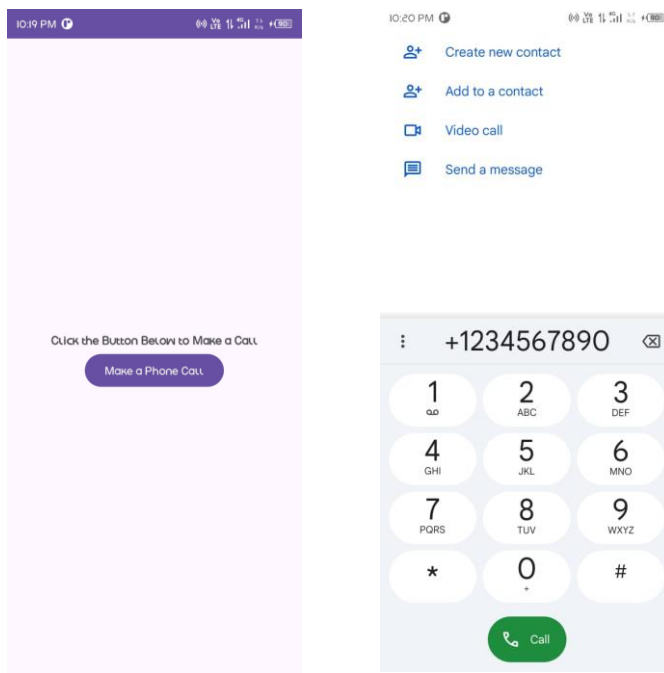 10:19 PM
Click the Button Below to Make a Call
Make a Phone Call
10:20 PM
Create new contact
Add to a contact
Video call
Send a message
+1234567890
1
2
ABC
3
DEF
4
GHI
5
JKL
6
MNO
7
PQRS
8
TUV
9
WXYZ
*
0
+
#
Call